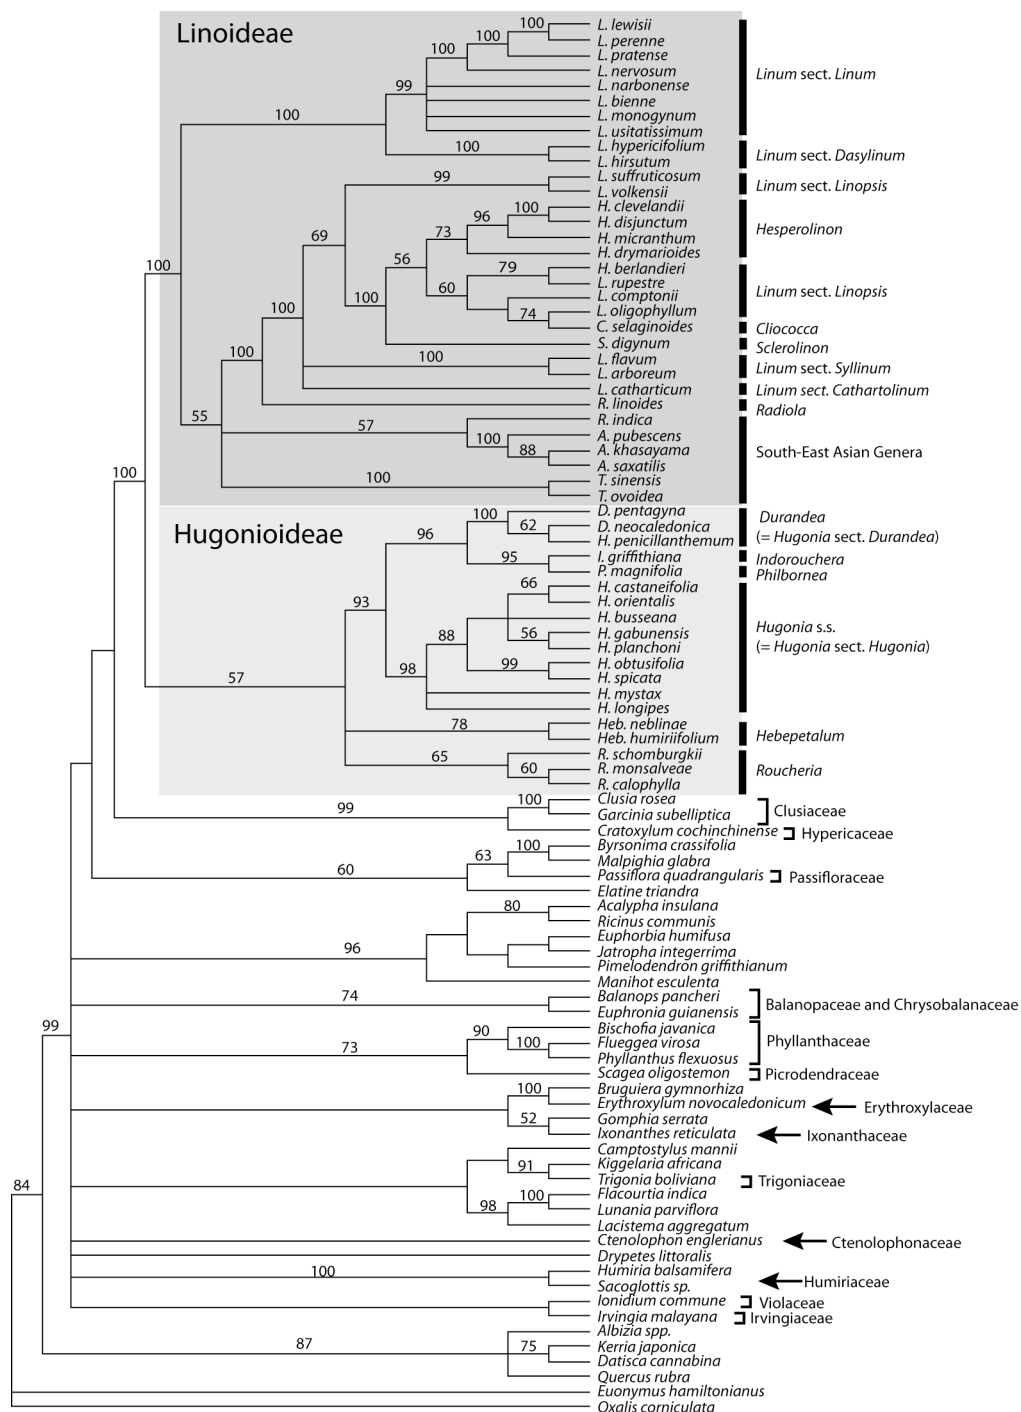 Linoideae
100
L. lewisii
100
L. perenne
100
L. pratense
L. nervosum
Linum sect. Linum
99
L. narbonense
L. bienne
100
L. monogynum
L. usitatissimum
100
L. hypericifolium
Linum sect. Dasylinum
L. hirsutum
99
L. suffruticosum
Linum sect. Linopsis
L. volkensii
100
H. clevelandii
96
H. disjunctum
Hesperolinon
69
73
H. micranthum
H. drymarioides
100
56
79
H. berlandieri
L. rupestre
60
L. comptonii
Linum sect. Linopsis
100
100
74
L. oligophyllum
C. selaginoides
Cliococca
S. digynum
Sclerolinon
100
100
L. flavum
Linum sect. Syllinum
L. arboreum
L. catharticum
Linum sect. Cathartolinum
R. linoides
Radiola
55
57
R. indica
100
A. pubescens
88
A. khasayama
South-East Asian Genera
A. saxatilis
100
100
T. sinensis
T. ovoidea
Hugonioideae
100
D. pentagyna
Durandea
96
62
D. neocaledonica
(= Hugonia sect. Durandea)
H. penicillanthemum
95
I. griffithiana
Indorouchera
P. magnifolia
Philbornea
66
H. castaneifolia
93
H. orientalis
H. busseana
Hugonia s.s.
88
56
H. gabunensis
(= Hugonia sect. Hugonia)
H. planchoni
98
99
H. obtusifolia
57
H. spicata
H. mystax
H. longipes
78
Heb. neblinae
Heb. humiriifolium
Hebepetalum
65
R. schomburgkii
60
R. monsalveae
Roucheria
R. calophylla
99
100
Clusia rosea
Garcinia subelliptica
Clusiaceae
Cratoxylum cochinchinense
Hypericaceae
63
100
Byrsonima crassifolia
Malpighia glabra
60
Passiflora quadrangularis
Passifloraceae
Elatine triandra
80
Acalypha insulana
Ricinus communis
Euphorbia humifusa
96
Jatropha integerrima
Pimelodendron griffithianum
Manihot esculenta
74
Balanops pancheri
Balanopaceae and Chrysobalanaceae
Euphronia guianensis
99
90
Bischofia javanica
73
100
Flueggea virosa
Phyllanthaceae
Phyllanthus flexuosus
Scagea oligostemon
Picrodendraceae
100
Bruguiera gymnorhiza
Erythroxylum novocaledonicum
Erythroxylaceae
52
Gomphia serrata
Ixonanthes reticulata
Ixonanthaceae
Camptostylus mannii
91
Kiggelaria africana
84
Trigonia boliviana
Trigoniaceae
98
100
Flacourtia indica
Lunania parviflora
Lacistema aggregatum
Ctenolophon englerianus
Ctenolophonaceae
Drypetes littoralis
100
Humiria balsamifera
Sacoglottis sp.
Humiriaceae
Ionidium commune
Violaceae
Irvingia malayana
Irvingiaceae
Albizia spp.
87
75
Kerria japonica
Datisca cannabina
Quercus rubra
Euonymus hamiltonianus
Oxalis corniculata